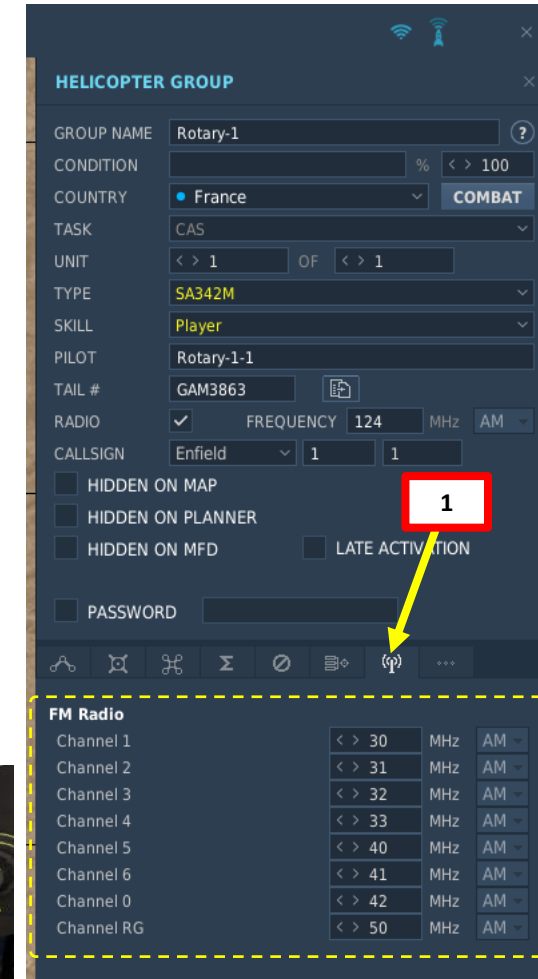 HELICOPTER GROUP
GROUP NAME Rotary-1 ?
CONDITION % < > 100
COUNTRY France COMBAT
TASK CAS
UNIT < > 1 OF < > 1
TYPE SA342M
SKILL Player
PILOT Rotary-1-1
TAIL # GAM3863
RADIO FREQUENCY 124 MHz AM
CALLSIGN Enfield 1 1
HIDDEN ON MAP
1
HIDDEN ON PLANNER
HIDDEN ON MFD LATE ACTIVATION
PASSWORD
Σ
FM Radio
Channel 1 < > 30 MHz AM
Channel 2 < > 31 MHz AM
Channel 3 < > 32 MHz AM
Channel 4 < > 33 MHz AM
Channel 5 < > 40 MHz AM
Channel 6 < > 41 MHz AM
Channel 0 < > 42 MHz AM
Channel RG < > 50 MHz AM